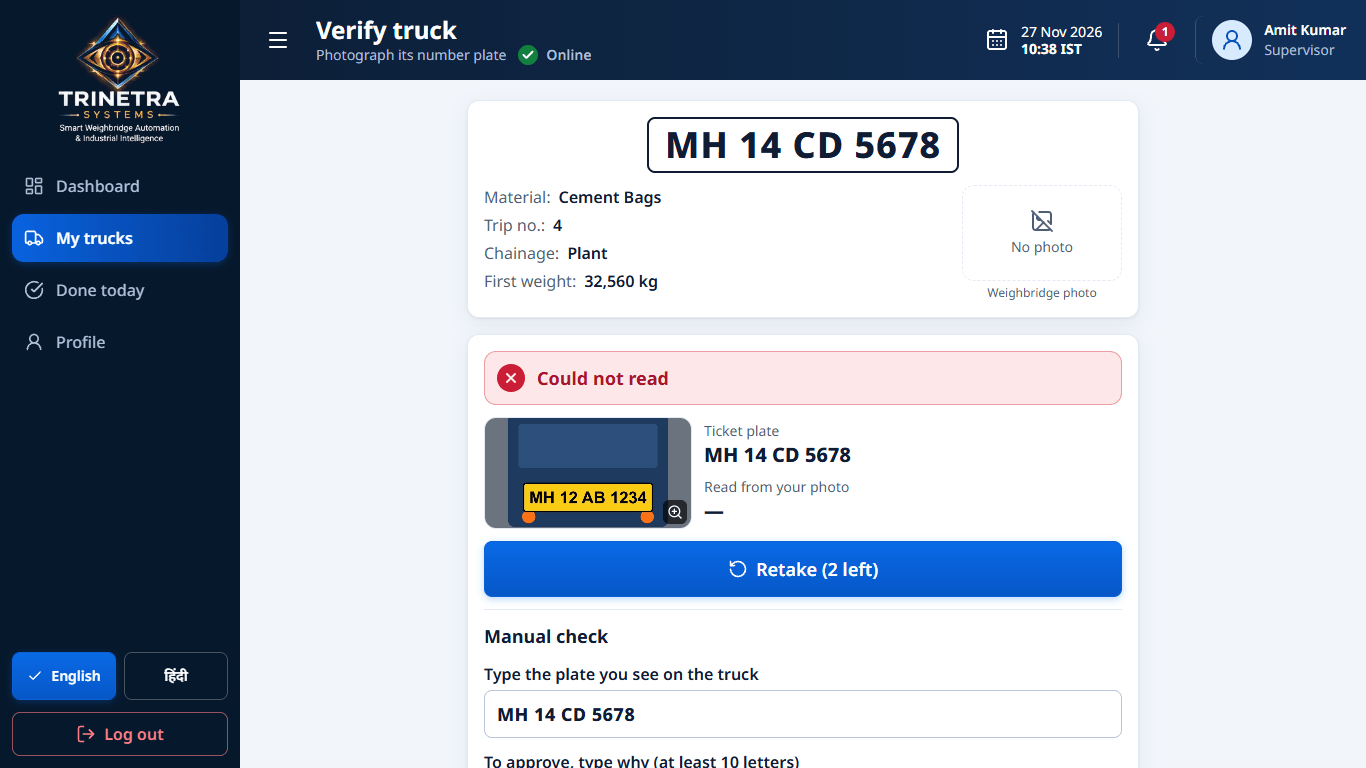 TRINETRA
SYSTEMS
Smart Weighbridge Automation
& Industrial Intelligence
Dashboard
My trucks
Done today
Profile
English
हिंदी
Log out
Verify truck
Photograph its number plate
Online
27 Nov 2026
10:38 IST
1
Amit Kumar
Supervisor
MH 14 CD 5678
Material: Cement Bags
Trip no.: 4
Chainage: Plant
First weight: 32,560 kg
No photo
Weighbridge photo
Could not read
MH 12 AB 1234
Ticket plate
MH 14 CD 5678
Read from your photo
—
Retake (2 left)
Manual check
Type the plate you see on the truck
MH 14 CD 5678
To approve, type why (at least 10 letters)